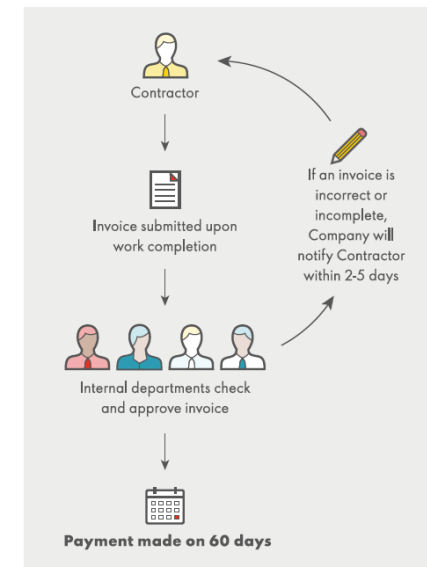 Contractor
Invoice submitted upon
work completion
Internal departments check
and approve invoice
Payment made on 60 days
If an invoice is
incorrect or
incomplete,
Company will
notify Contractor
within 2-5 days